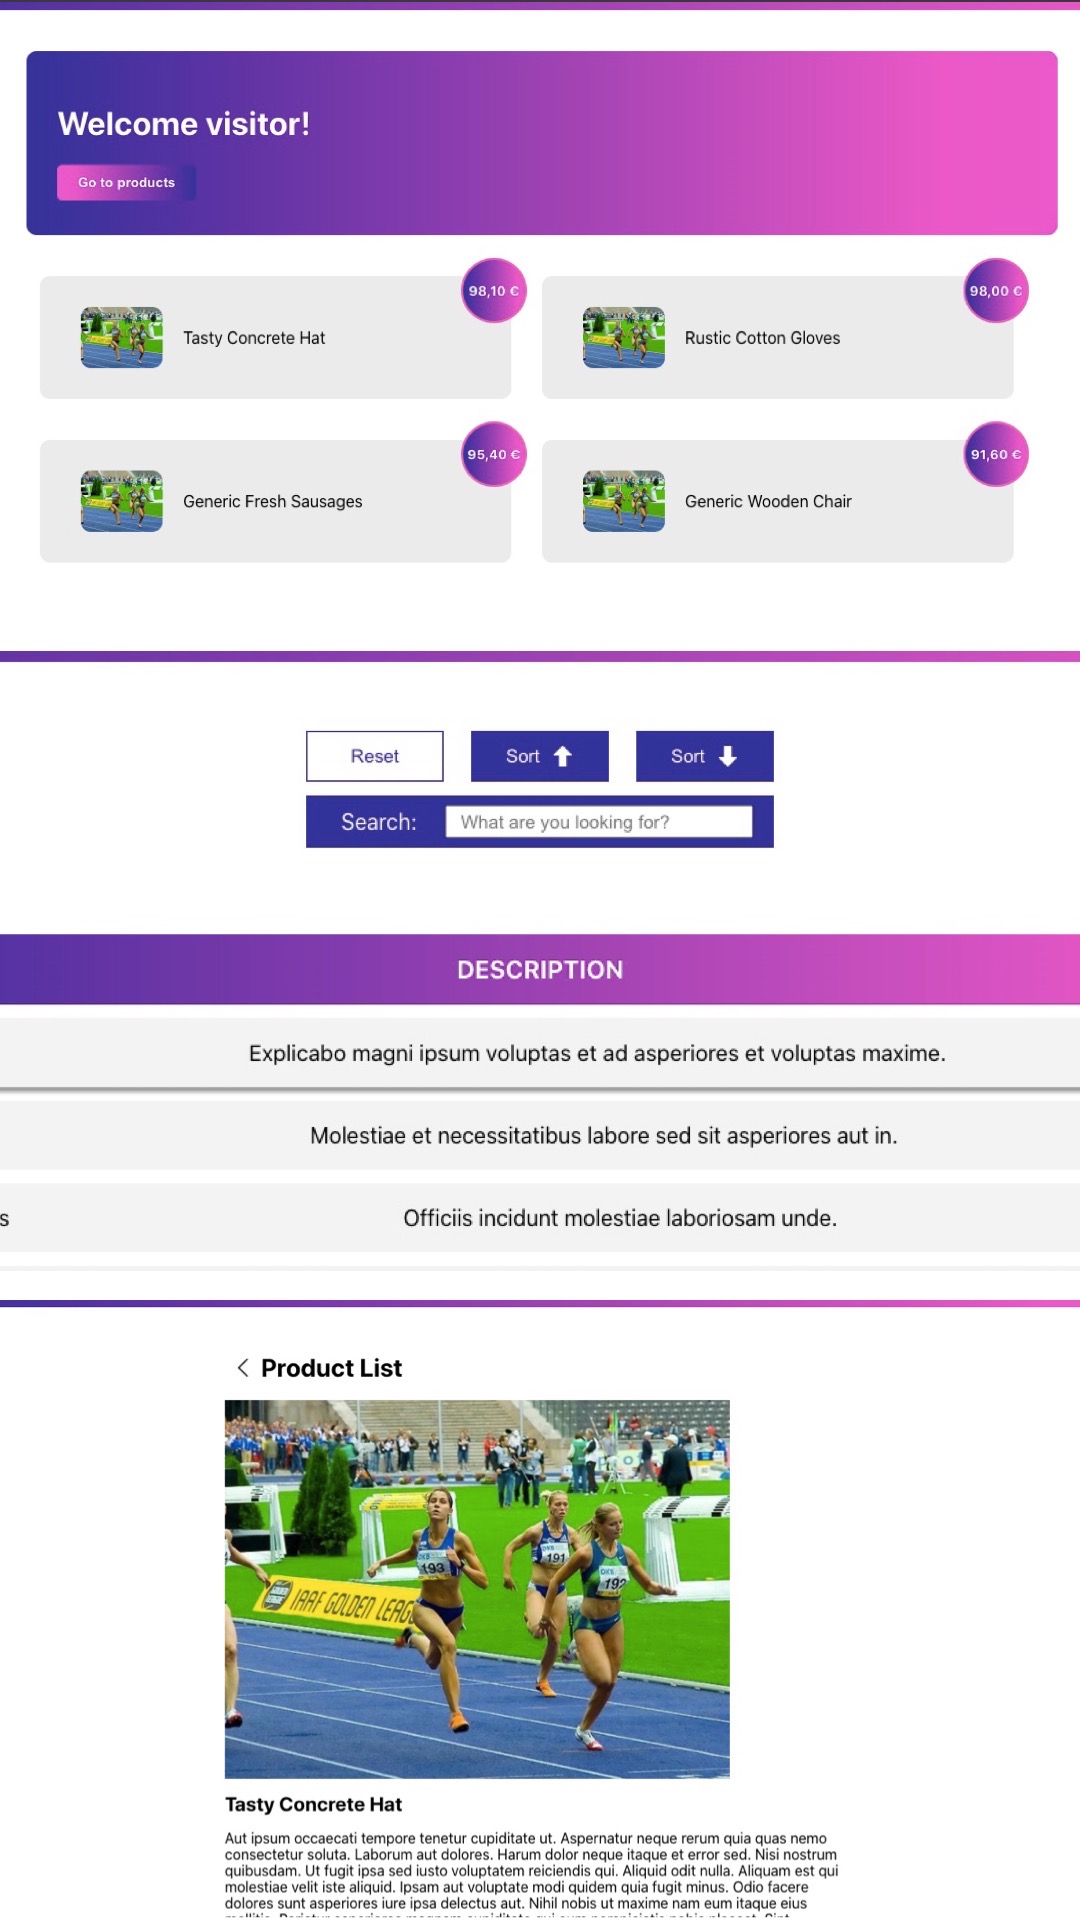 Welcome visitor!
Go to products
98,10 €
Tasty Concrete Hat
98,00 €
Rustic Cotton Gloves
95,40 €
Generic Fresh Sausages
91,60 €
Generic Wooden Chair
Reset
Sort
Sort
Search:
What are you looking for?
DESCRIPTION
Explicabo magni ipsum voluptas et ad asperiores et voluptas maxime.
Molestiae et necessitatibus labore sed sit asperiores aut in.
s
Officiis incidunt molestiae laboriosam unde.
Product List
193
191
192
IAAF GOLDEN LEAG
Tasty Concrete Hat
Aut ipsum occaecati tempore tenetur cupiditate ut. Aspernatur neque rerum quia quas nemo
consectetur soluta. Laborum aut dolores. Harum dolor neque itaque et error sed. Nisi nostrum
quibusdam. Ut fugit ipsa sed iusto voluptatem reiciendis qui. Aliquid odit nulla. Aliquam est qui
molestiae velit iste aliquid. Ipsam aut voluptate modi quidem quia fugit minus. Odio facere
dolores sunt asperiores iure ipsa delectus aut. Nihil nobis ut maxime nam eum itaque eius